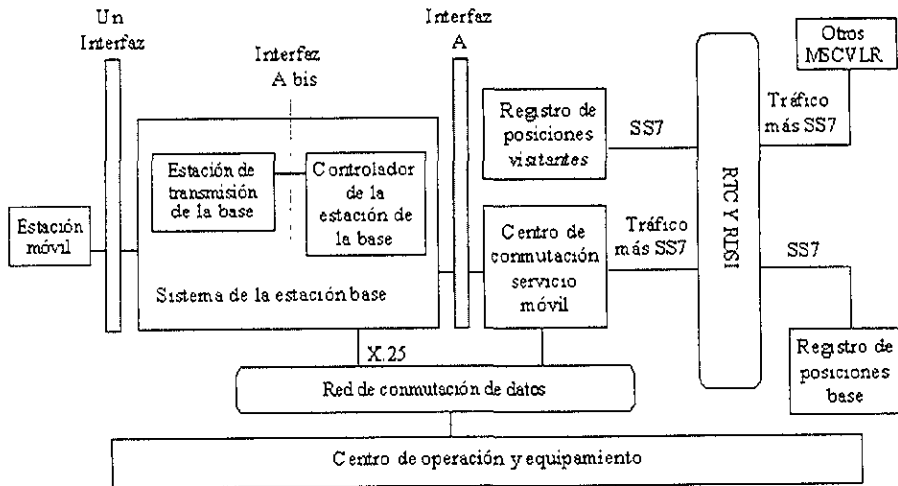 Un
Interfaz
Interfaz
A bis
Interfaz
A
Otros
MSCVLR
Registro de
posiciones
visitantes
SS7
Tráfico
más SS7
Estación de
transmisión
de la base
Controlador
de la
estación de
la base
RTC Y RI6I
Estación
móvil
Centro de
conmutación
servicio
móvil
Tráfico
más SS7
SS7
Sistema de la estación base
X.25
Registro de
posiciones
base
Red de conmutación de datos
Centro de operación y equipamiento